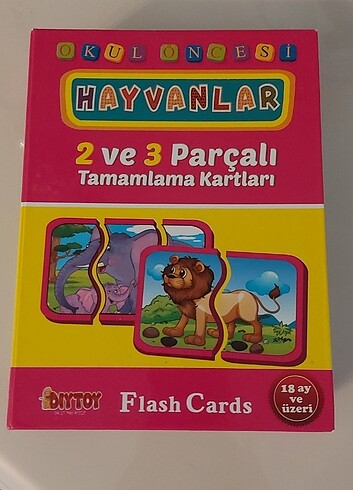 OKUL ÖNCESİ
HAYVANLAR
2 ve 3 Parçalı
Tamamlama Kartları
DIYTOY
Flash Cards
18 ay ve
üzeri